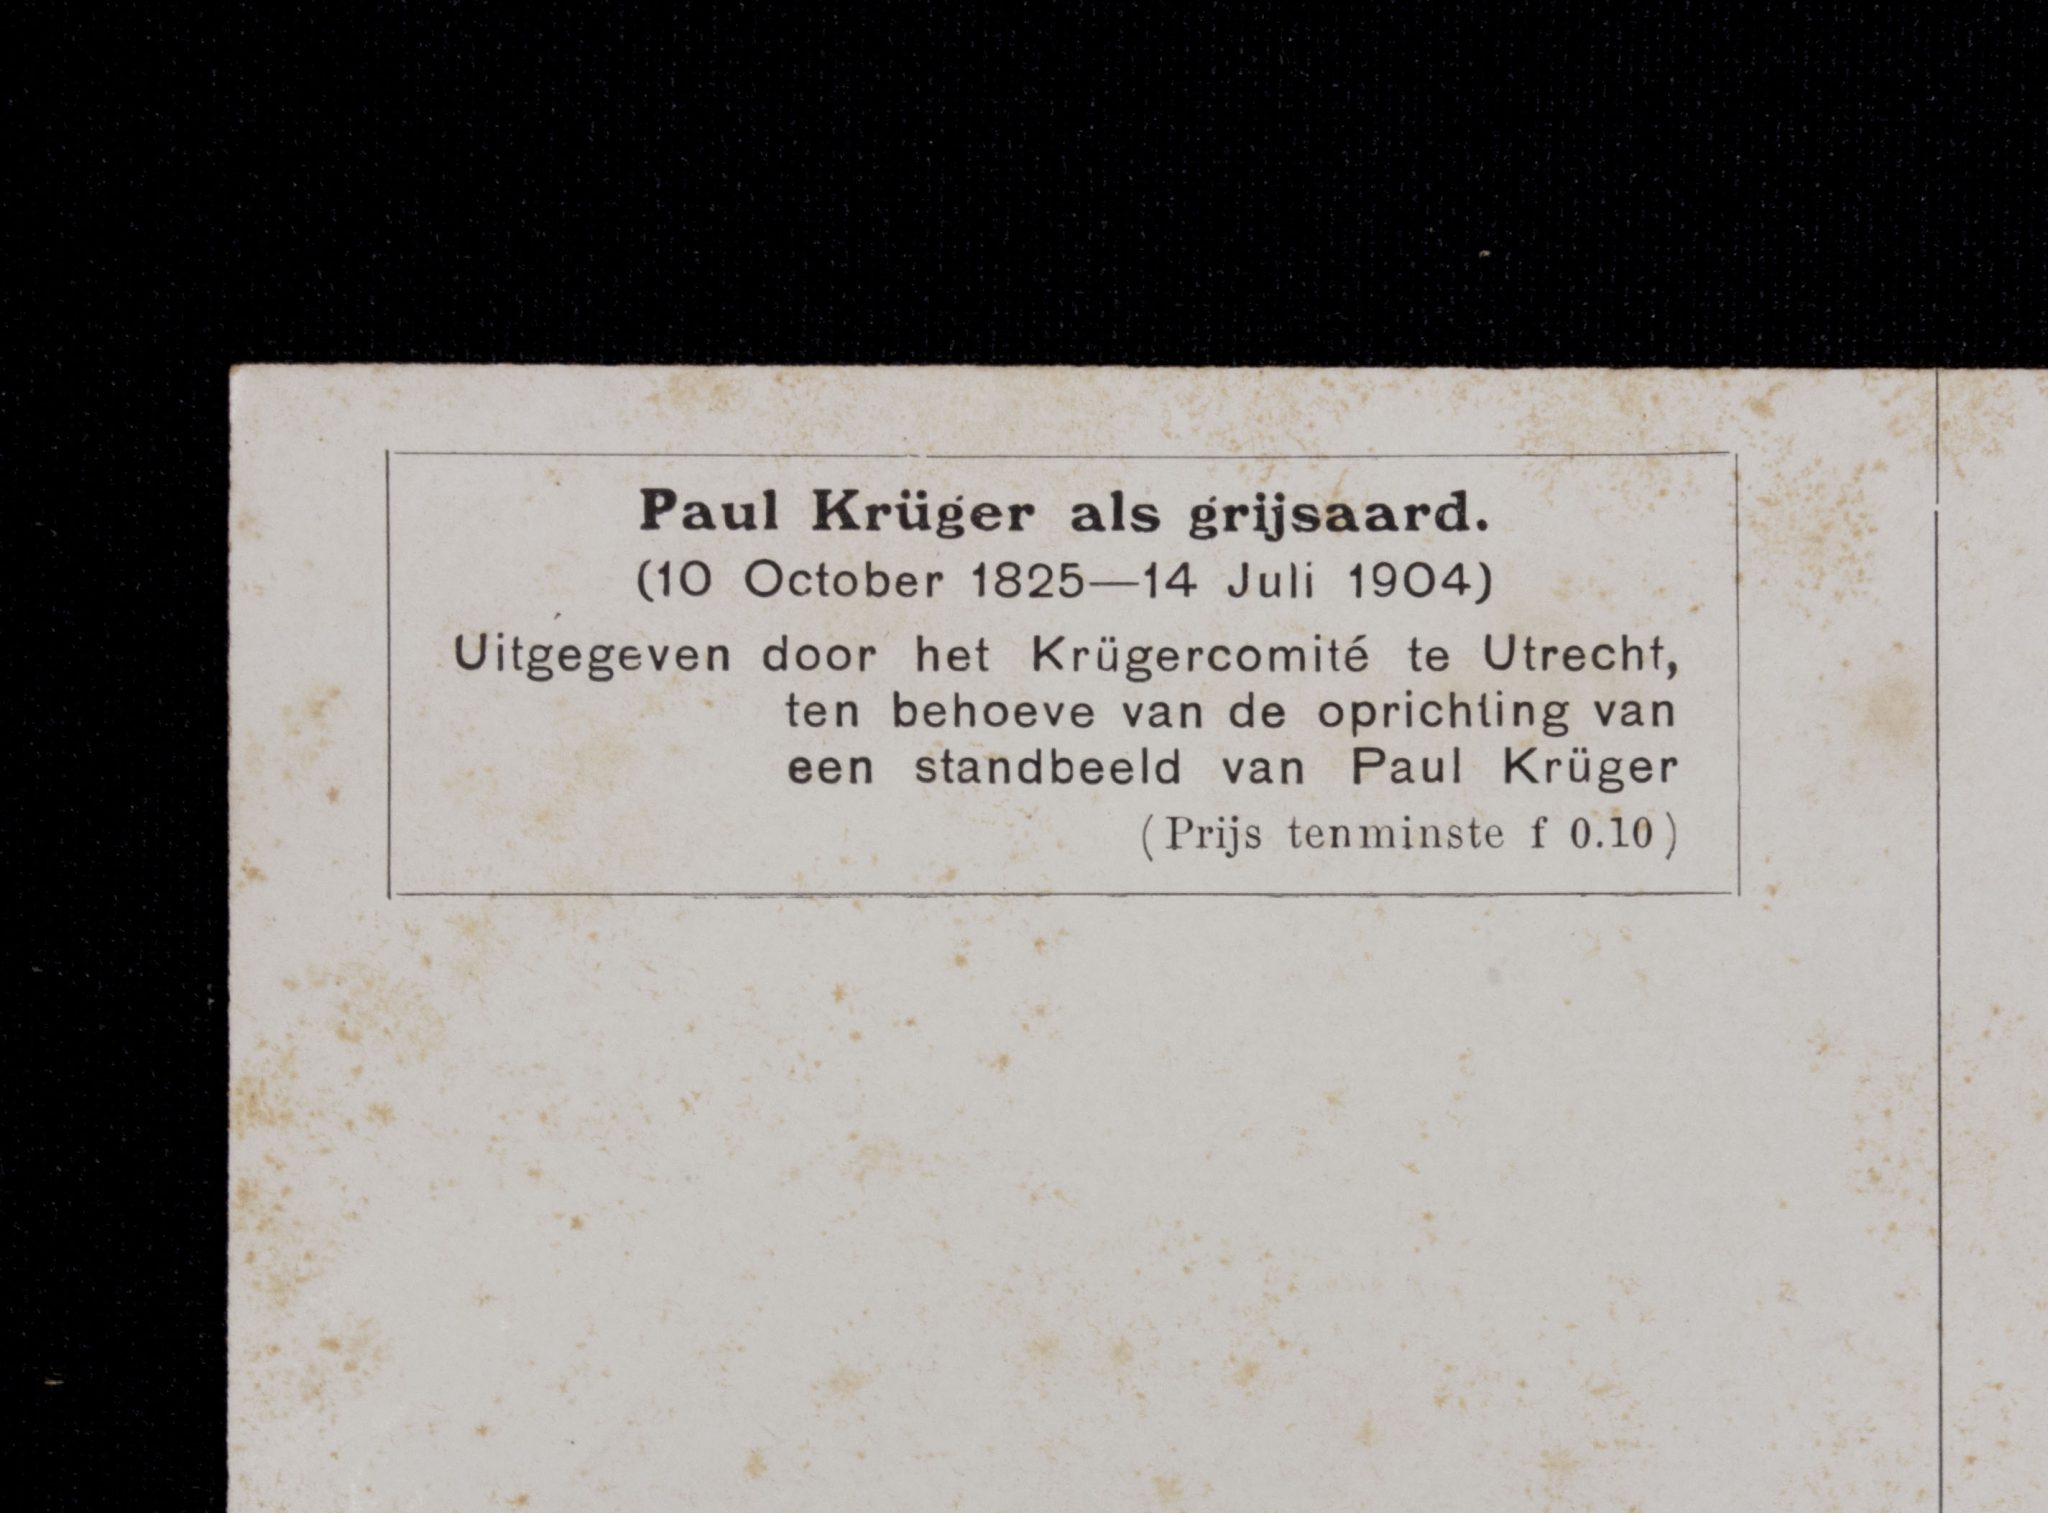 Paul Krüger als grijsaard.
(10 October 1825—14 Juli 1904)
Uitgegeven door het Krügercomité te Utrecht,
ten behoeve van de oprichting van
een standbeeld van Paul Krüger
(Prijs tenminste f 0.10)